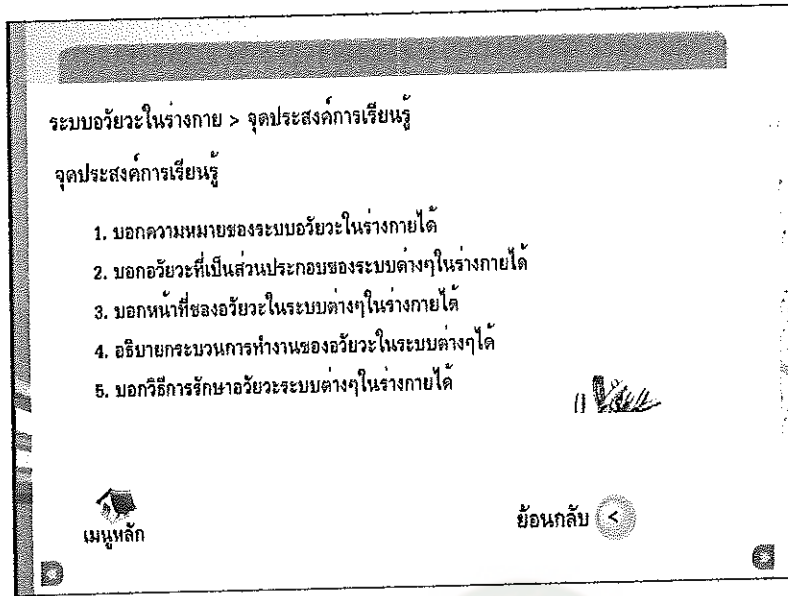 ระบบอวัยวะในร่างกาย > จุดประสงค์การเรียนรู้
จุดประสงค์การเรียนรู้
1. บอกความหมายของระบบอวัยวะในร่างกายได้
2. บอกอวัยวะที่เป็นส่วนประกอบของระบบต่างๆในร่างกายได้
3. บอกหน้าที่ของอวัยวะในระบบต่างๆในร่างกายได้
4. อธิบายกระบวนการทำงานของอวัยวะในระบบต่างๆได้
5. บอกวิธีการรักษาอวัยวะระบบต่างๆในร่างกายได้
เมนูหลัก
ย้อนกลับ <